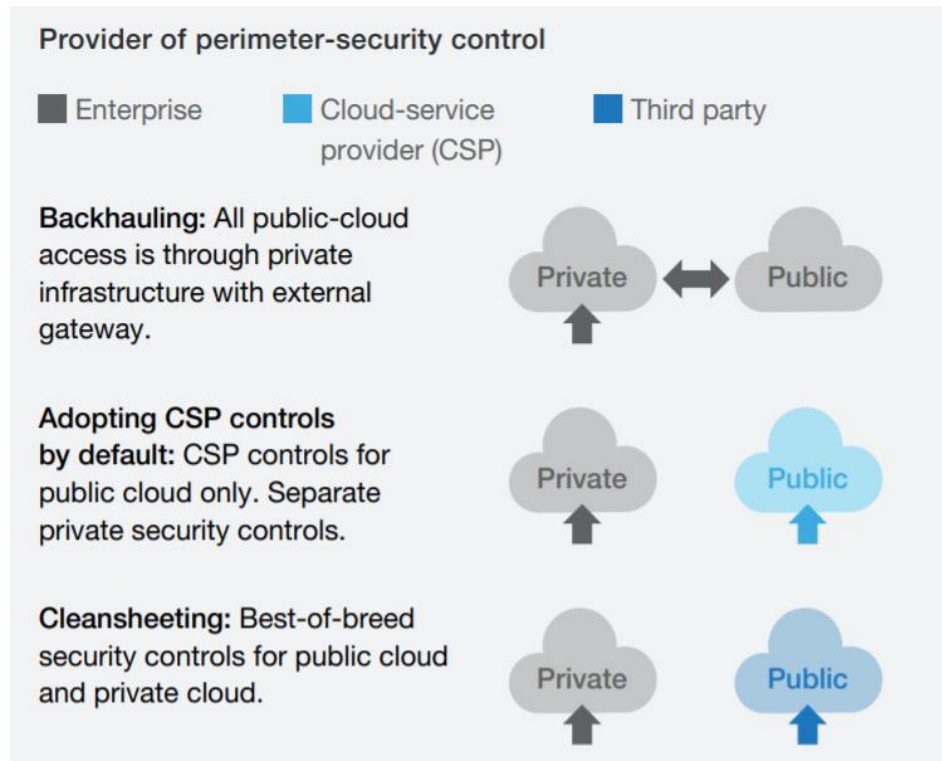 Provider of perimeter-security control
Enterprise
Cloud-service
provider (CSP)
Third party
Backhauling: All public-cloud
access is through private
infrastructure with external
gateway.
Private
Public
Adopting CSP controls
by default: CSP controls for
public cloud only. Separate
private security controls.
Private
Public
Cleansheeting: Best-of-breed
security controls for public cloud
and private cloud.
Private
Public